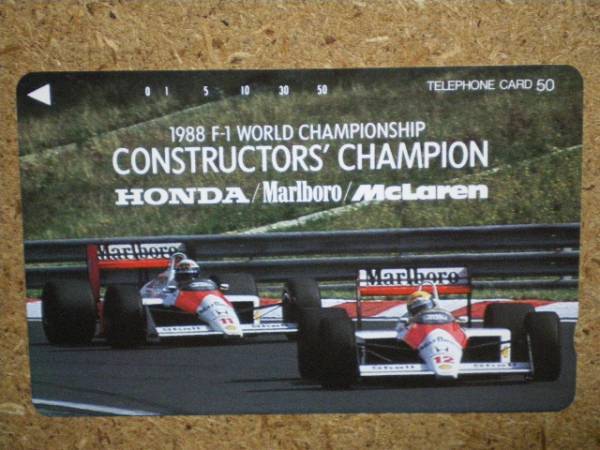 0 1 5 10 30 50
TELEPHONE CARD 50
1988 F-1 WORLD CHAMPIONSHIP
CONSTRUCTORS' CHAMPION
HONDA / Marlboro / McLaren
Marlboro
Marlboro
11
12